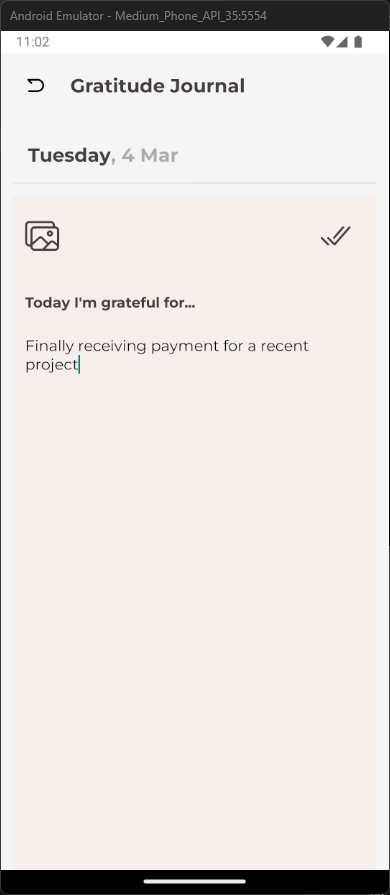 Android Emulator - Medium_Phone_API_35:5554
11:02
Gratitude Journal
Tuesday, 4 Mar
Today I'm grateful for...
Finally receiving payment for a recent
project